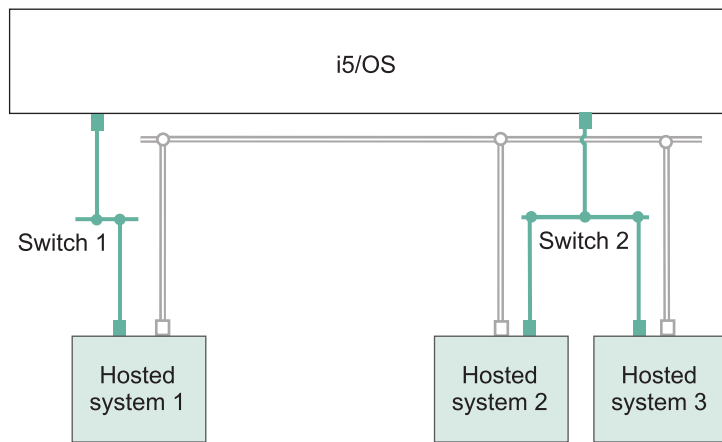 i5/OS
Switch 1
Switch 2
Hosted
system 1
Hosted
system 2
Hosted
system 3